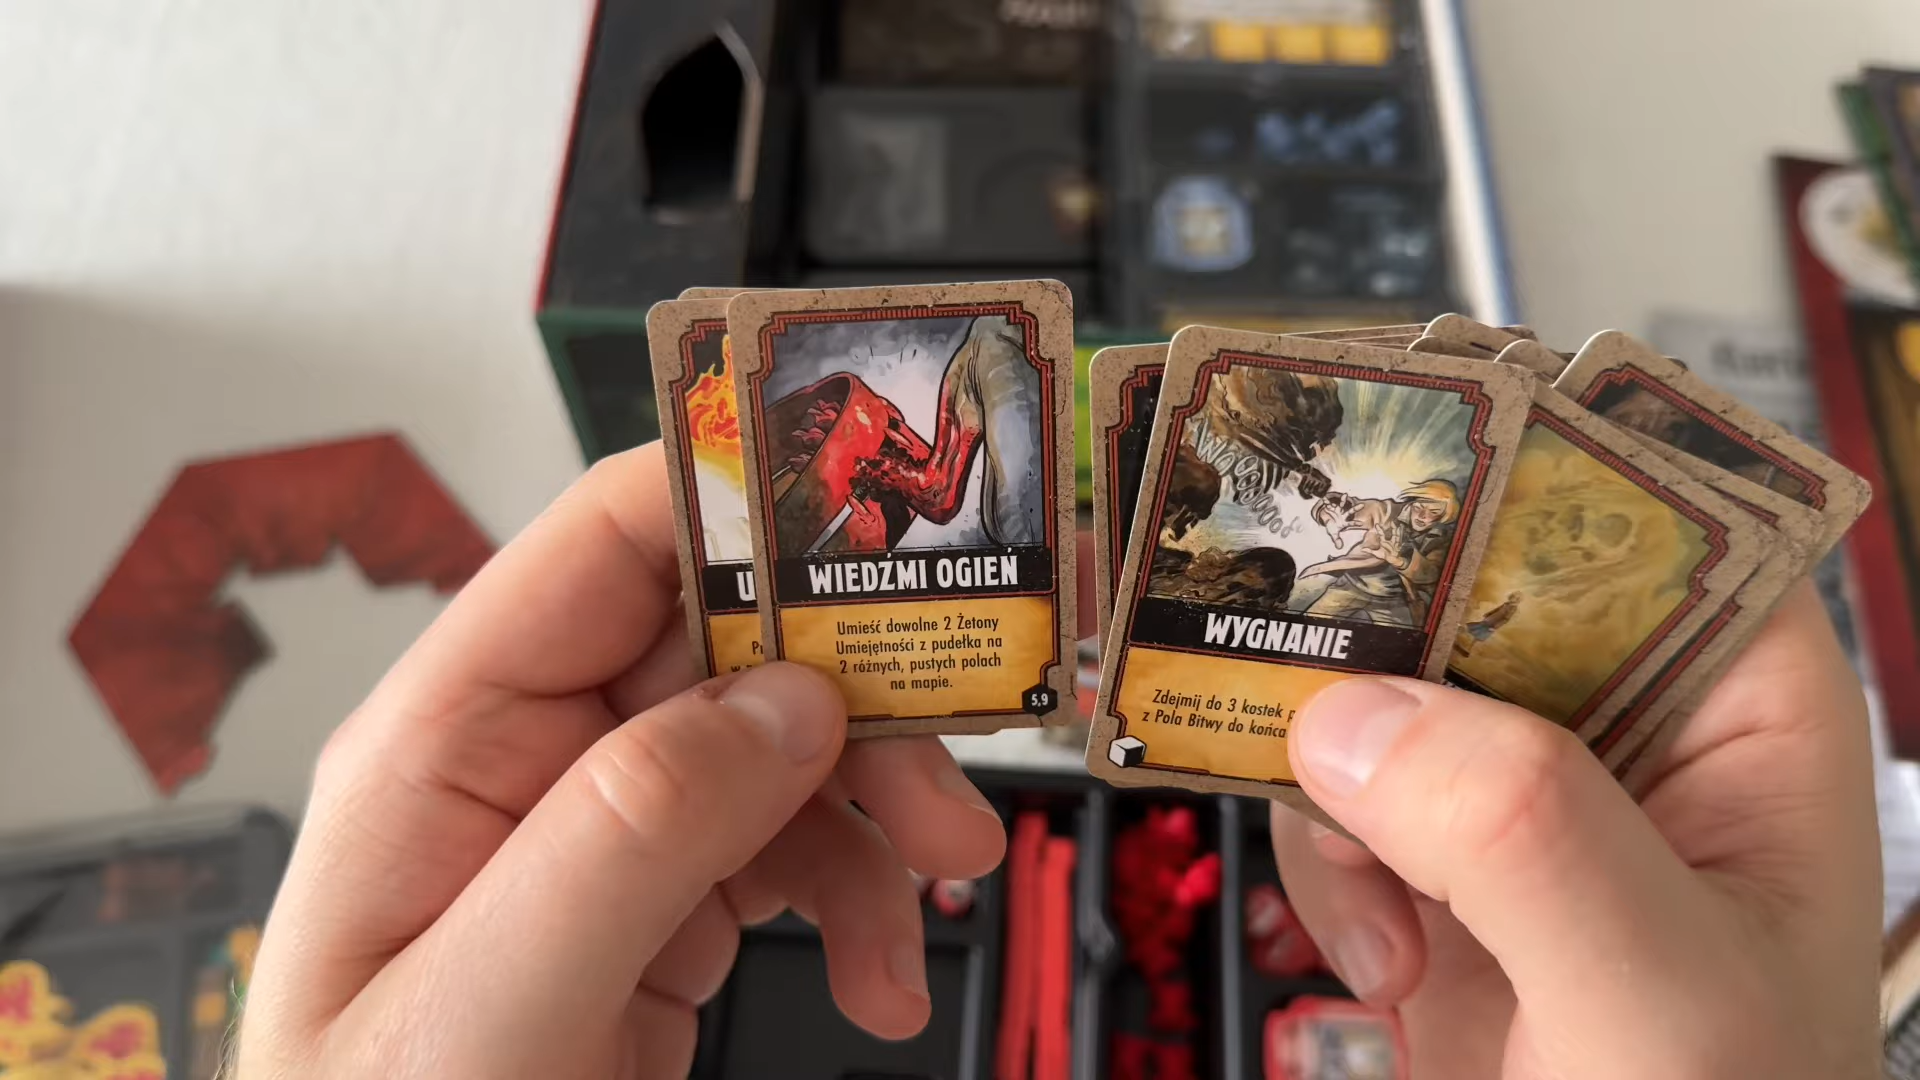 WIEDŹMI OGIEŃ
Umieść dowolne 2 Żetony
Umiejętności z pudełka na
2 różnych, pustych polach
na mapie.
5,9
U
WYGNANIE
Zdejmij do 3 kostek
z Pola Bitwy do końca